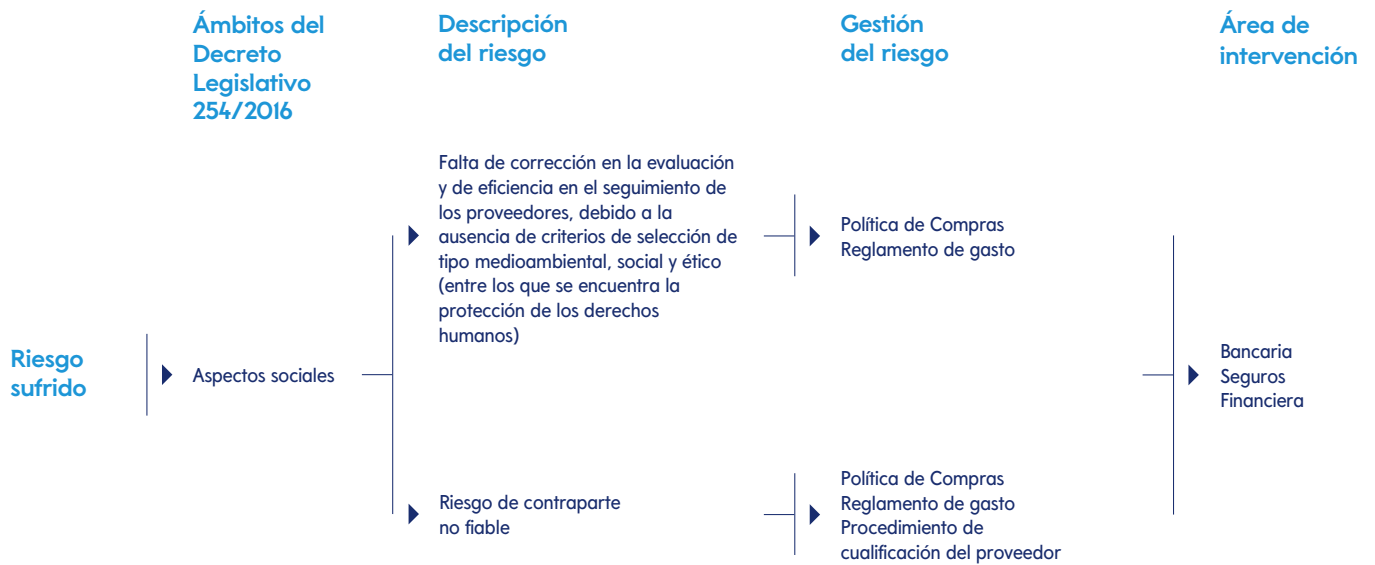 Ámbitos del
Decreto
Legislativo
254/2016
Descripción
del riesgo
Gestión
del riesgo
Área de
intervención
Riesgo
sufrido
Aspectos sociales
Falta de corrección en la evaluación
y de eficiencia en el seguimiento de
los proveedores, debido a la
ausencia de criterios de selección de
tipo medioambiental, social y ético
(entre los que se encuentra la
protección de los derechos
humanos)
Política de Compras
Reglamento de gasto
Riesgo de contraparte
no fiable
Política de Compras
Reglamento de gasto
Procedimiento de
cualificación del proveedor
Bancaria
Seguros
Financiera